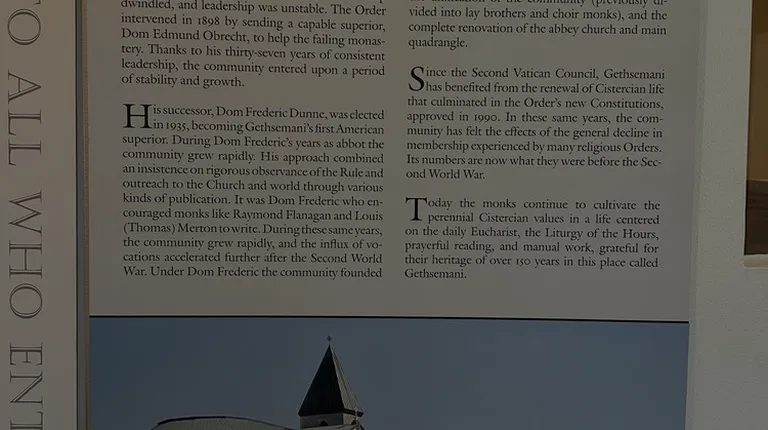 TO ALL WHO ENT
dwindled, and leadership was unstable. The Order
intervened in 1898 by sending a capable superior,
Dom Edmund Obrecht, to help the failing monas-
tery. Thanks to his thirty-seven years of consistent
leadership, the community entered upon a period
of stability and growth.
His successor, Dom Frederic Dunne, was elected
in 1935, becoming Gethsemani's first American
superior. During Dom Frederic's years as abbot the
community grew rapidly. His approach combined
an insistence on rigorous observance of the Rule and
outreach to the Church and world through various
kinds of publication. It was Dom Frederic who en-
couraged monks like Raymond Flanagan and Louis
(Thomas) Merton to write. During these same years,
the community grew rapidly, and the influx of vo-
cations accelerated further after the Second World
War. Under Dom Frederic the community founded
of the community (previously di-
vided into lay brothers and choir monks), and the
complete renovation of the abbey church and main
quadrangle.
Since the Second Vatican Council, Gethsemani
has benefited from the renewal of Cistercian life
that culminated in the Order's new Constitutions,
approved in 1990. In these same years, the com-
munity has felt the effects of the general decline in
membership experienced by many religious Orders.
Its numbers are now what they were before the Sec-
ond World War.
Today the monks continue to cultivate the
perennial Cistercian values in a life centered
on the daily Eucharist, the Liturgy of the Hours,
prayerful reading, and manual work, grateful for
their heritage of over 150 years in this place called
Gethsemani.